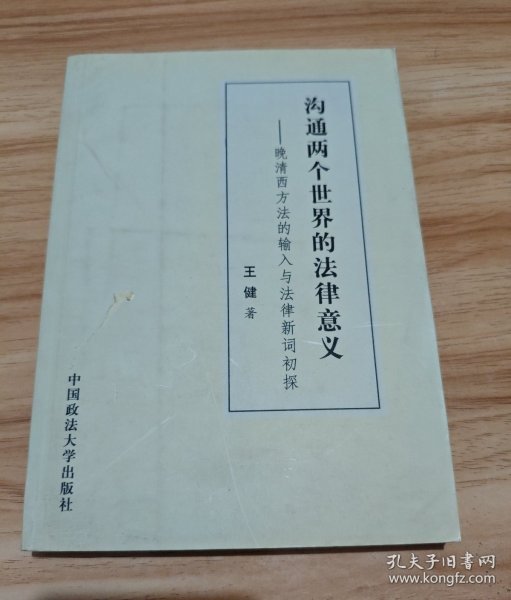 沟通两个世界的法律意义
——晚清西方法的输入与法律新词初探
王健 著
中国政法大学出版社
孔夫子旧书网
www.kongfz.com